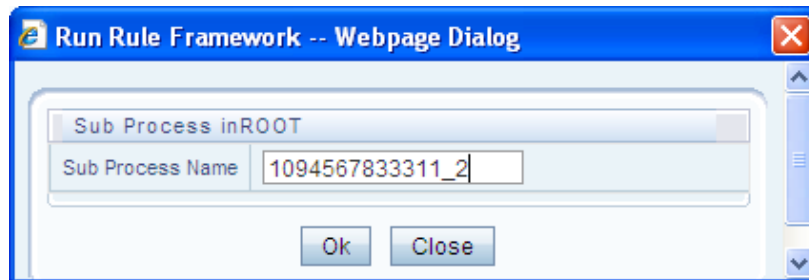 Run Rule Framework -- Webpage Dialog
Sub Process inROOT
Sub Process Name 1094567833311_2
Ok Close